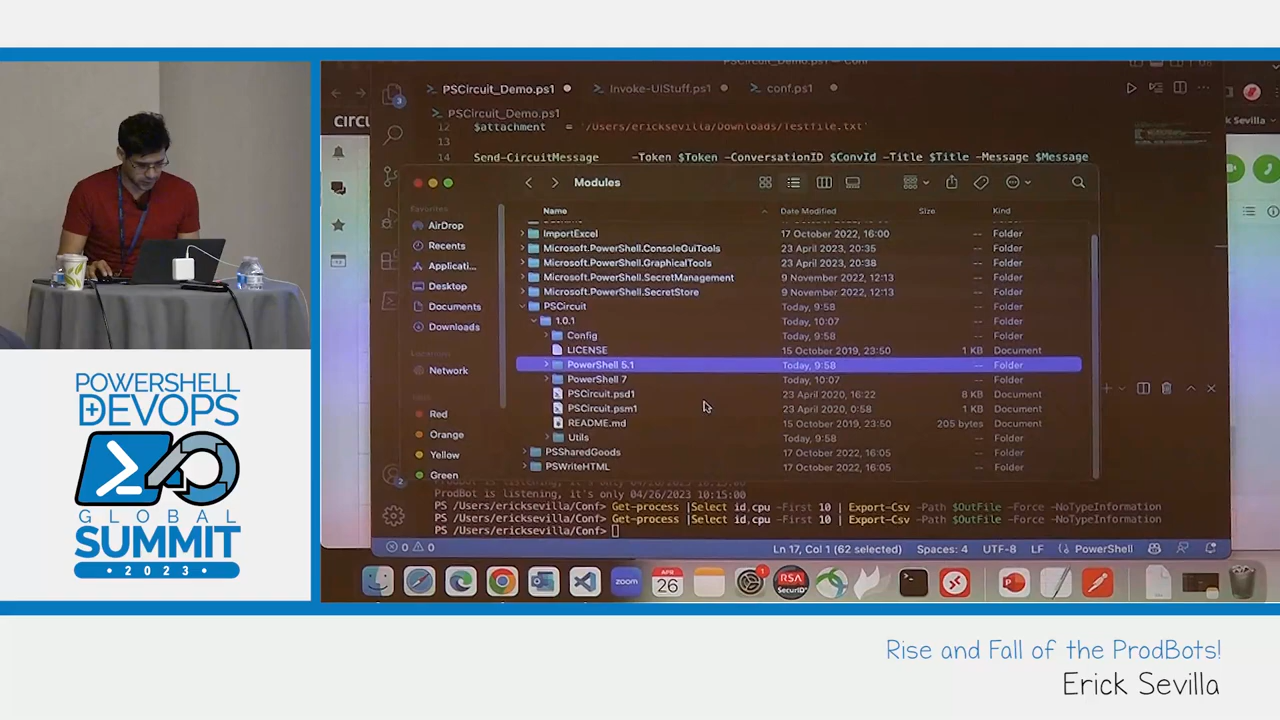 PSCircuit_Demo.ps1
Invoke-UIStuff.ps1
conf.ps1
PSCircuit_Demo.ps1
12
$attachment = '/Users/ericksevilla/Downloads/Testfile.txt'
13
14
Send-CircuitMessage -Token $Token -ConversationID $ConvId -Title $Title -Message $Message
Modules
Favorites
AirDrop
Recents
Applicati...
Desktop
Documents
Downloads
Locations
Network
Red
Orange
Yellow
Green
Name Date Modified Size Kind
ImportExcel 17 October 2022, 16:00 -- Folder
Microsoft.PowerShell.ConsoleGuiTools 23 April 2023, 20:35 -- Folder
Microsoft.PowerShell.GraphicalTools 23 April 2023, 20:38 -- Folder
Microsoft.PowerShell.SecretManagement 9 November 2022, 12:13 -- Folder
Microsoft.PowerShell.SecretStore 9 November 2022, 12:13 -- Folder
PSCircuit Today, 9:58 -- Folder
1.0.1 Today, 10:07 -- Folder
Config Today, 9:58 -- Folder
LICENSE 15 October 2019, 23:50 1 KB Document
PowerShell 5.1 Today, 9:58 -- Folder
PowerShell 7 Today, 10:07 -- Folder
PSCircuit.psd1 23 April 2020, 16:22 8 KB Document
PSCircuit.psm1 23 April 2020, 0:58 1 KB Document
README.md 15 October 2019, 23:50 205 bytes Document
Utils Today, 9:58 -- Folder
PSSharedGoods 17 October 2022, 16:05 -- Folder
PSWriteHTML 17 October 2022, 16:05 -- Folder
ProdBot is listening, it's only 04/26/2023 10:15:00
PS /Users/ericksevilla/Conf> Get-process |Select id,cpu -First 10 | Export-Csv -Path $OutFile -Force -NoTypeInformation
PS /Users/ericksevilla/Conf> Get-process |Select id,cpu -First 10 | Export-Csv -Path $OutFile -Force -NoTypeInformation
PS /Users/ericksevilla/Conf>
0 0
Ln 17, Col 1 (62 selected) Spaces: 4 UTF-8 LF PowerShell
zoom
APR
26
RSA
SecurID
POWERSHELL
+ DEVOPS
GLOBAL
SUMMIT
• 2023 •
Rise and Fall of the ProdBots!
Erick Sevilla